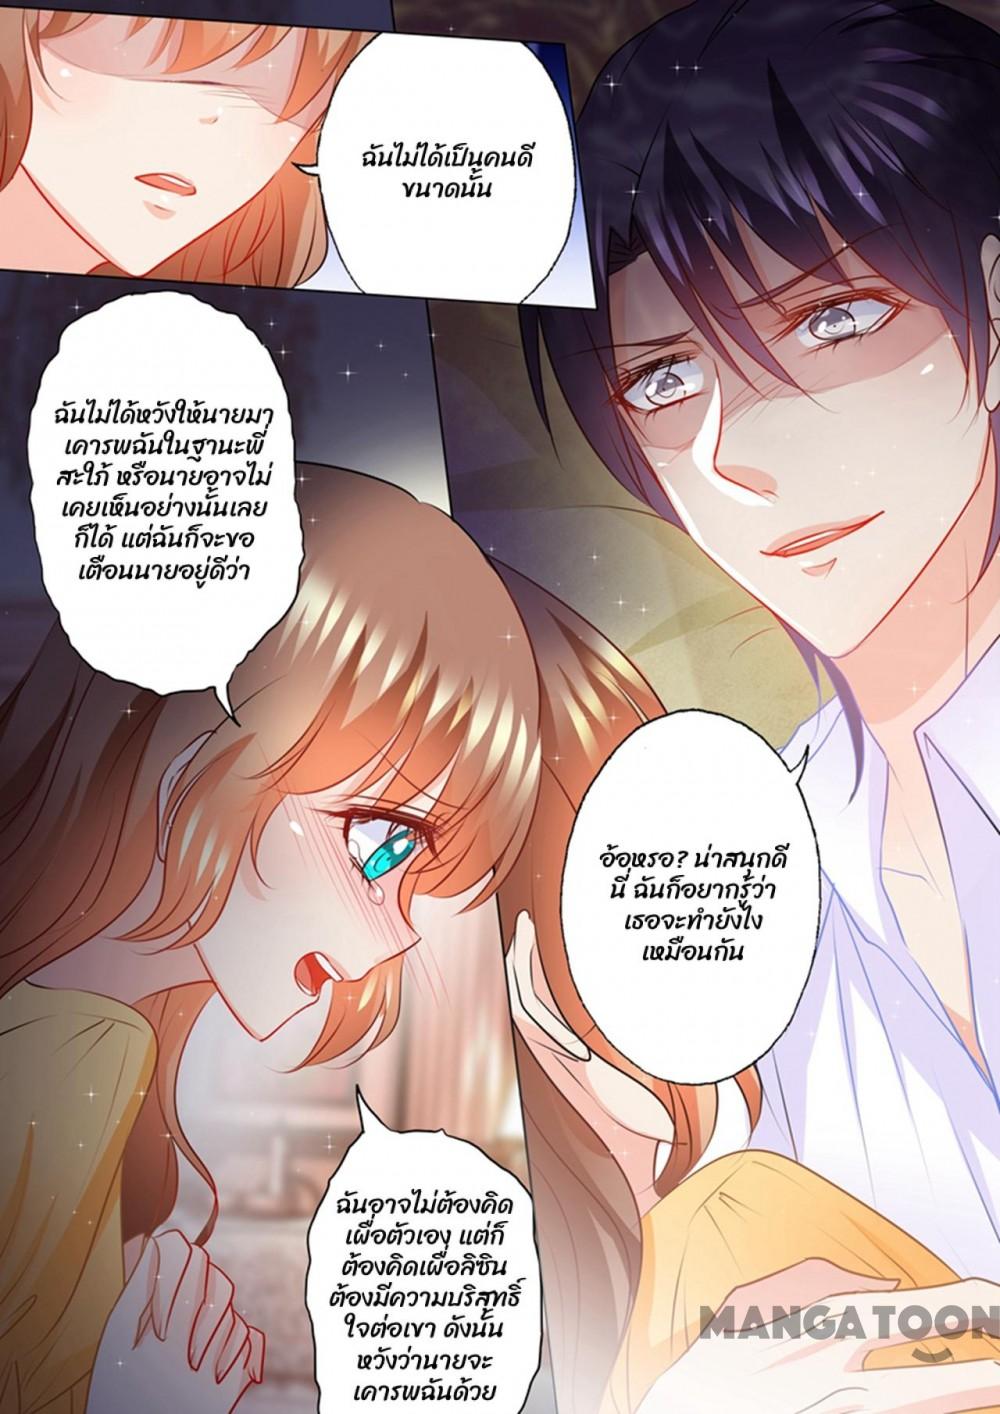 ฉันไม่ได้เป็นคนดี
ขนาดนั้น
ฉันไม่ได้หวังให้นายมา
เคารพฉันในฐานะพี่
สะใภ้ หรือนายอาจไม่
เคยเห็นอย่างนั้นเลย
ก็ได้ แต่ฉันก็จะขอ
เตือนนายอยู่ดีว่า
อ้อหรอ? น่าสนุกดี
นี่ ฉันก็อยากรู้ว่า
เธอจะทำยังไง
เหมือนกัน
ฉันอาจไม่ต้องคิด
เผื่อตัวเอง แต่ก็
ต้องคิดเผื่อลิซิน
ต้องมีความบริสุทธิ์
ใจต่อเขา ดังนั้น
หวังว่านายจะ
เคารพฉันด้วย
MANGATOON